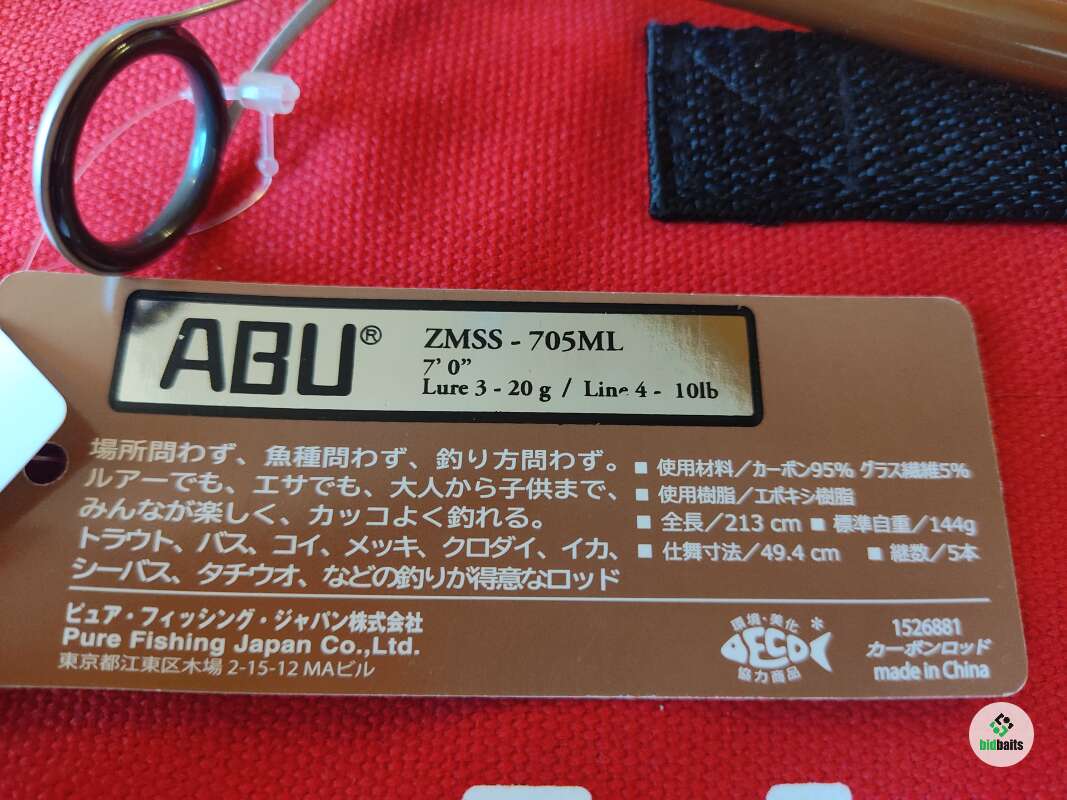 ABU®
ZMSS - 705ML
7' 0"
Lure 3 - 20 g / Line 4 - 10lb
場所問わず、魚種問わず、釣り方問わず。
ルアーでも、エサでも、大人から子供まで、
みんなが楽しく、カッコよく釣れる。
トラウト、バス、コイ、メッキ、クロダイ、イカ、
シーバス、タチウオ、などの釣りが得意なロッド
■ 使用材料／カーボン95% グラス繊維5%
■ 使用樹脂／エポキシ樹脂
■ 全長／213 cm ■ 標準自重／144g
■ 仕舞寸法／49.4 cm ■ 継数／5本
ピュア・フィッシング・ジャパン株式会社
Pure Fishing Japan Co.,Ltd.
東京都江東区木場 2-15-12 MAビル
環境・美化
ECO
協力商品
1526881
カーボンロッド
made in China
bidbaits